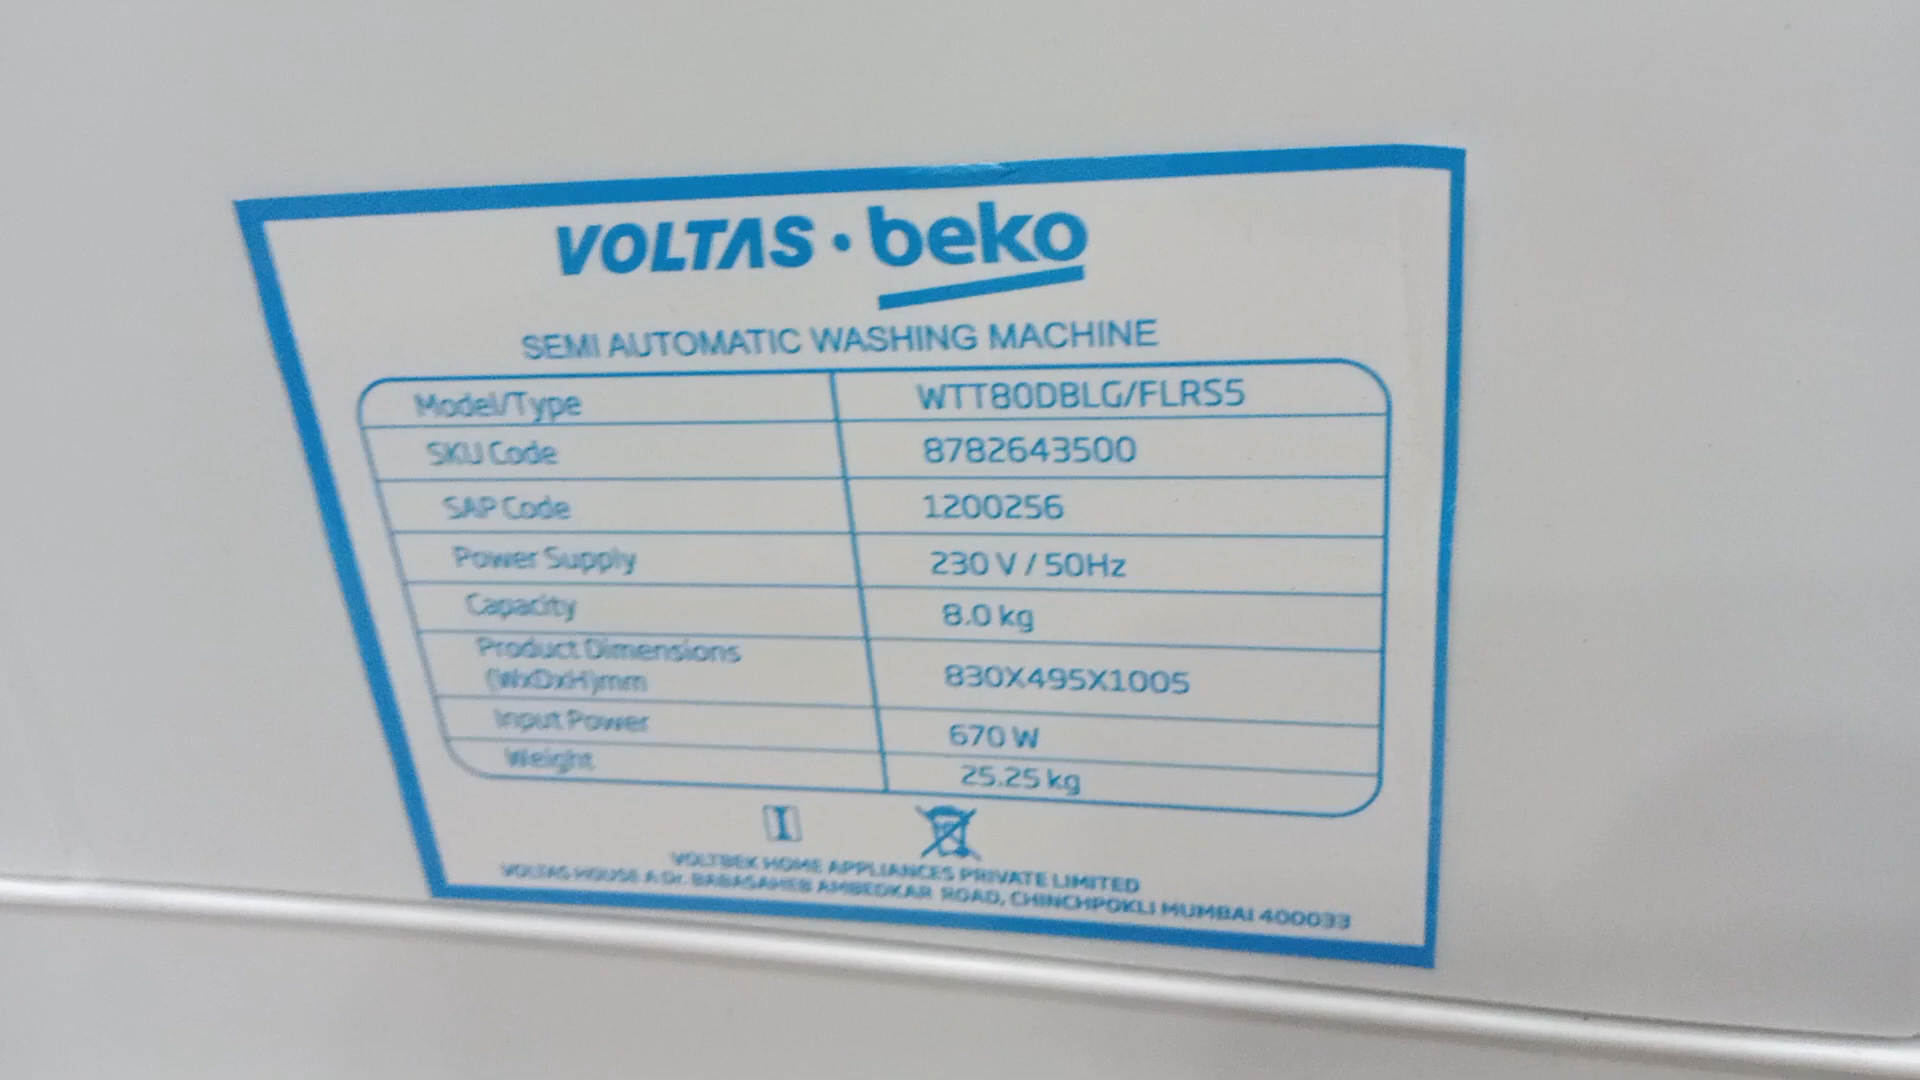 VOLTAS • beko
SEMI AUTOMATIC WASHING MACHINE
Model/Type WTT80DBLG/FLRS5
SKU Code 8782643500
SAP Code 1200256
Power Supply 230 V / 50Hz
Capacity 8.0 kg
Product Dimensions
(WxDxH)mm 830X495X1005
Input Power 670 W
Weight 25.25 kg
VOLTBEK HOME APPLIANCES PRIVATE LIMITED
VOLTAS HOUSE A Dr. BABASAHEB AMBEDKAR ROAD, CHINCHPOKLI MUMBAI 400033